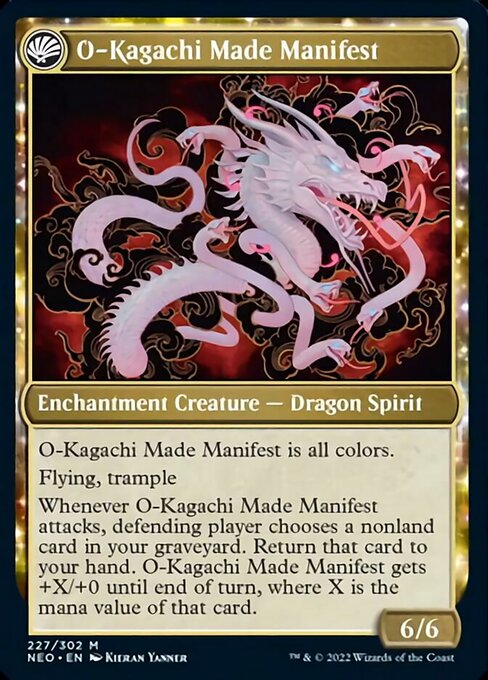 O-Kagachi Made Manifest
Enchantment Creature — Dragon Spirit
O-Kagachi Made Manifest is all colors.
Flying, trample
Whenever O-Kagachi Made Manifest
attacks, defending player chooses a nonland
card in your graveyard. Return that card to
your hand. O-Kagachi Made Manifest gets
+X/+0 until end of turn, where X is the
mana value of that card.
6/6
227/302 M
NEO • EN Kieran Yanner
™ & © 2022 Wizards of the Coast